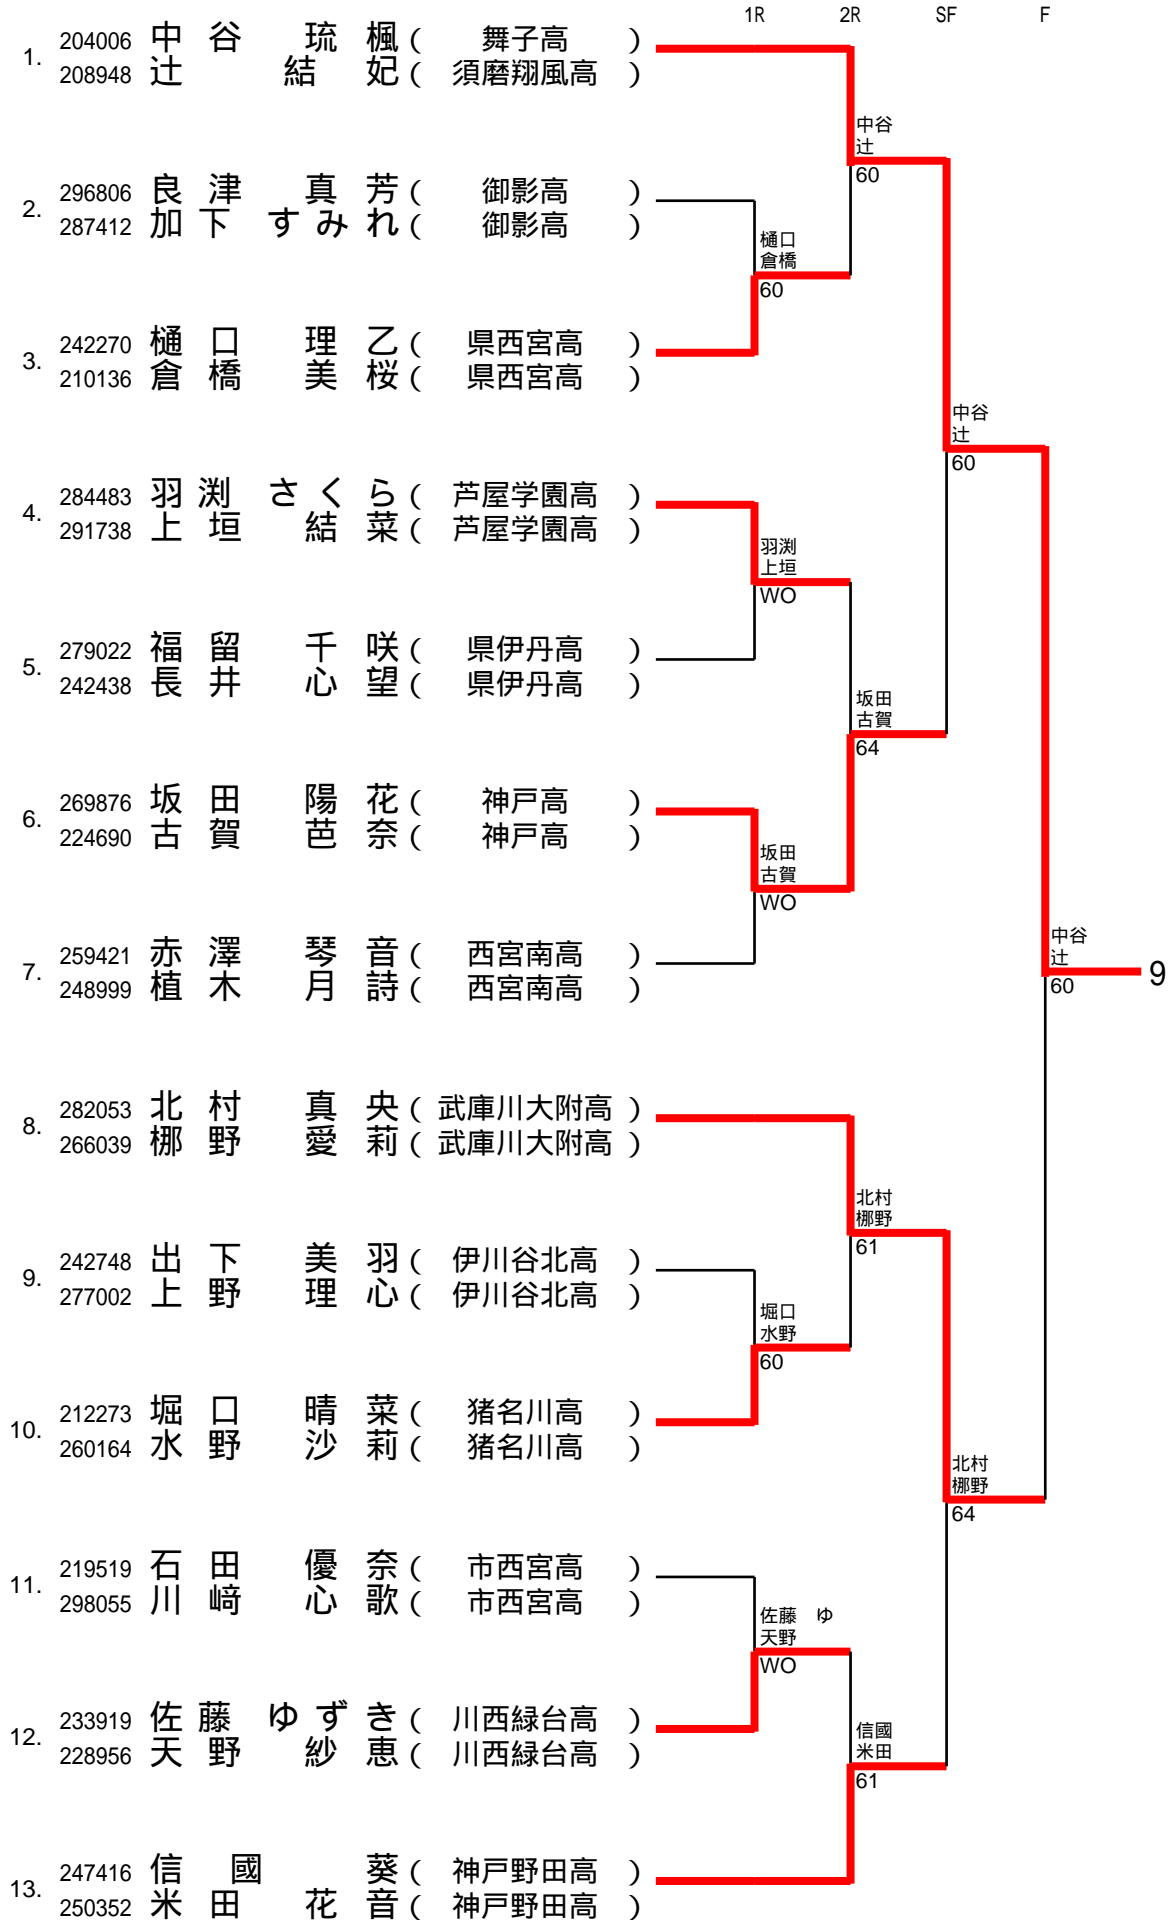 1R 2R SF F
1. 204006 中谷 琉楓 ( 舞子高 )
208948 辻 結妃 ( 須磨翔風高 )
中谷
辻
60
2. 296806 良津 真芳 ( 御影高 )
287412 加下 すみれ ( 御影高 )
樋口
倉橋
60
3. 242270 樋口 理乙 ( 県西宮高 )
210136 倉橋 美桜 ( 県西宮高 )
中谷
辻
60
4. 284483 羽渕 さくら ( 芦屋学園高 )
291738 上垣 結菜 ( 芦屋学園高 )
羽渕
上垣
WO
5. 279022 福留 千咲 ( 県伊丹高 )
242438 長井 心望 ( 県伊丹高 )
坂田
古賀
64
6. 269876 坂田 陽花 ( 神戸高 )
224690 古賀 芭奈 ( 神戸高 )
坂田
古賀
WO
7. 259421 赤澤 琴音 ( 西宮南高 )
248999 植木 月詩 ( 西宮南高 )
中谷
辻
60
9
8. 282053 北村 真央 ( 武庫川大附高 )
266039 梛野 愛莉 ( 武庫川大附高 )
北村
梛野
61
9. 242748 出下 美羽 ( 伊川谷北高 )
277002 上野 理心 ( 伊川谷北高 )
堀口
水野
60
10. 212273 堀口 晴菜 ( 猪名川高 )
260164 水野 沙莉 ( 猪名川高 )
北村
梛野
64
11. 219519 石田 優奈 ( 市西宮高 )
298055 川﨑 心歌 ( 市西宮高 )
佐藤 ゆ
天野
WO
12. 233919 佐藤 ゆずき ( 川西緑台高 )
228956 天野 紗恵 ( 川西緑台高 )
信國
米田
61
13. 247416 信國 葵 ( 神戸野田高 )
250352 米田 花音 ( 神戸野田高 )